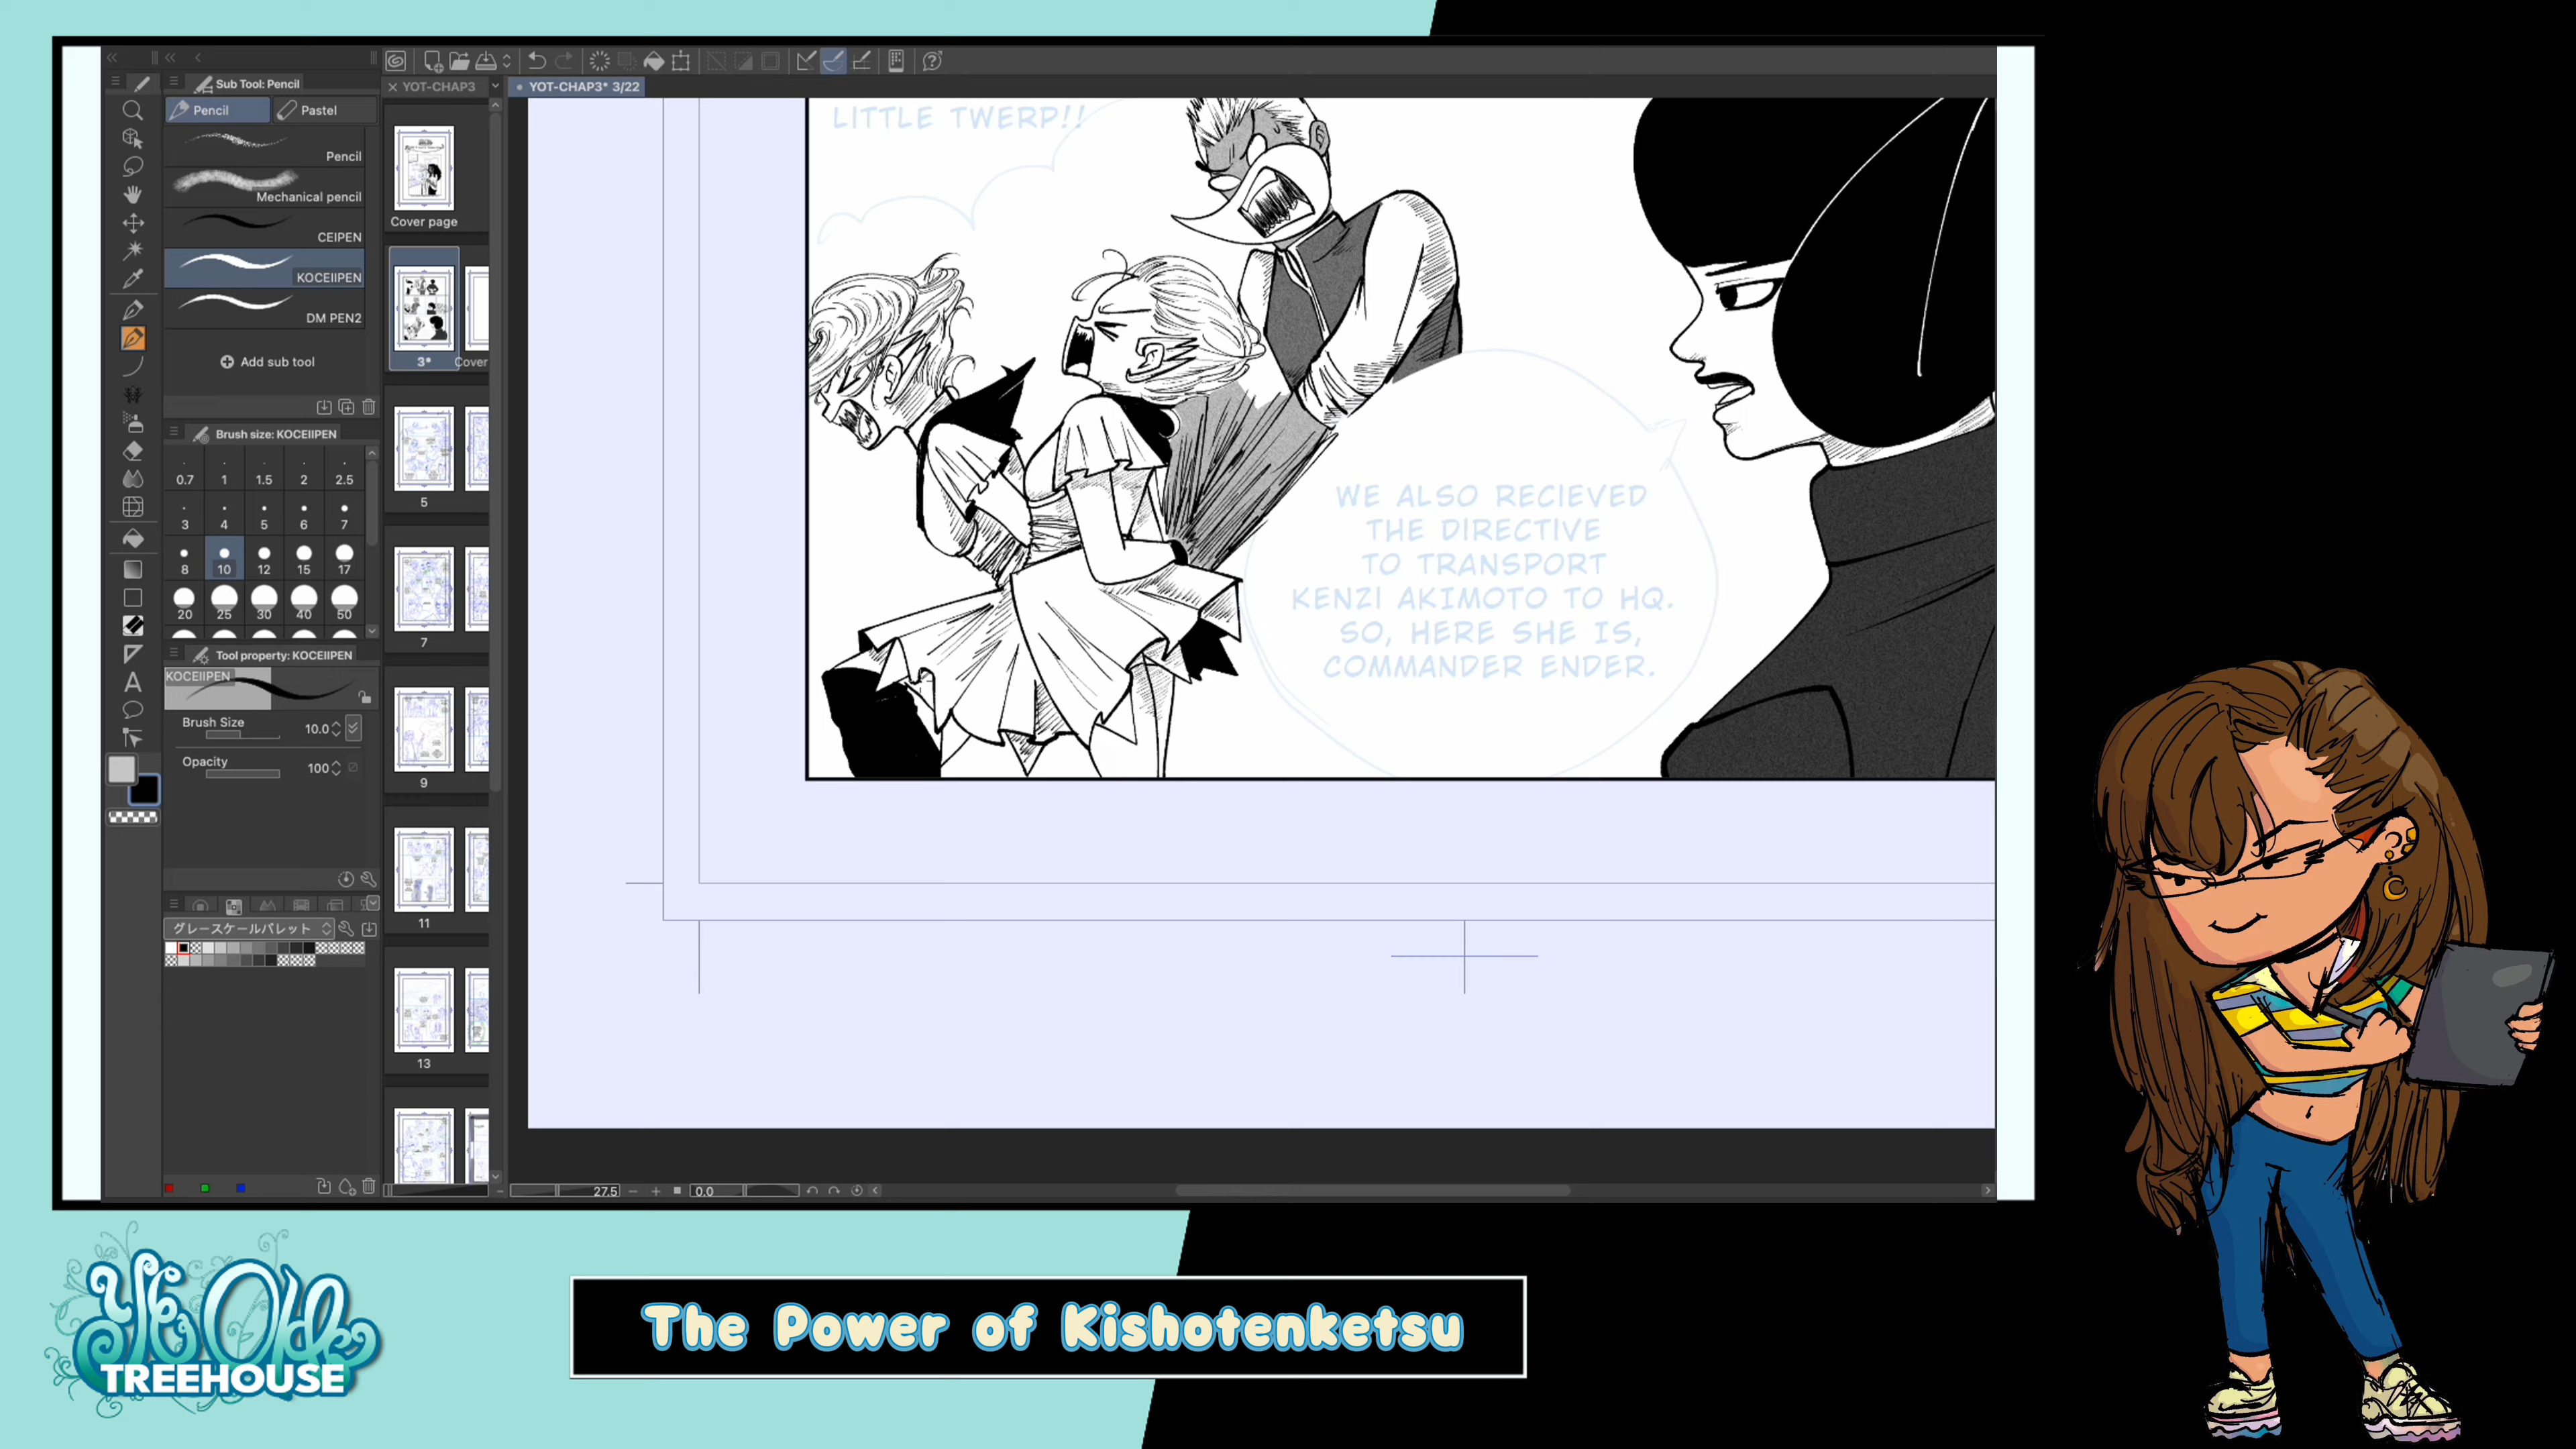 Sub Tool: Pencil
Pencil
Pastel
Pencil
Mechanical pencil
CEIPEN
KOCEIIPEN
DM PEN2
Add sub tool
Brush size: KOCEIIPEN
0.7 1 1.5 2 2.5
3 4 5 6 7
8 10 12 15 17
20 25 30 40 50
Tool property: KOCEIIPEN
KOCEIIPEN
Brush Size 10.0
Opacity 100
グレースケールパレット
YOT-CHAP3
YOT-CHAP3* 3/22
Cover page
3* Cover
5
7
9
11
13
LITTLE TWERP!!
WE ALSO RECIEVED
THE DIRECTIVE
TO TRANSPORT
KENZI AKIMOTO TO HQ.
SO, HERE SHE IS,
COMMANDER ENDER.
27.5
0.0
Ye Olde
TREEHOUSE
The Power of Kishotenketsu